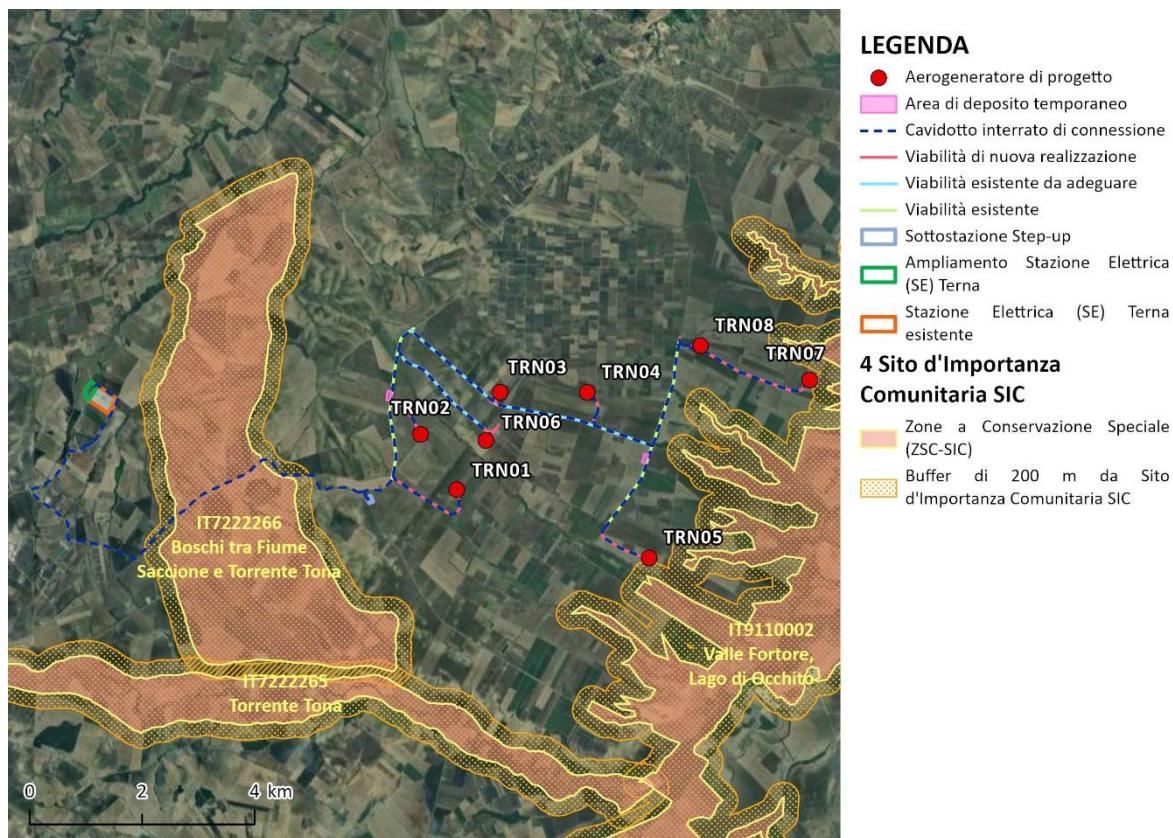 LEGENDA
Aerogeneratore di progetto
Area di deposito temporaneo
Cavidotto interrato di connessione
Viabilità di nuova realizzazione
Viabilità esistente da adeguare
Viabilità esistente
Sottostazione Step-up
Ampliamento Stazione Elettrica
(SE) Terna
Stazione Elettrica (SE) Terna
esistente
4 Sito d'Importanza
Comunitaria SIC
Zone a Conservazione Speciale
(ZSC-SIC)
Buffer di 200 m da Sito
d'Importanza Comunitaria SIC
TRN08
TRN07
TRN03
TRN04
TRN02
TRN06
TRN01
TRN05
IT7222266
Boschi tra Fiume
Saccione e Torrente Tona
IT9110002
Valle Fortore,
Lago di Occhito
IT7222265
Torrente Tona
0 2 4 km